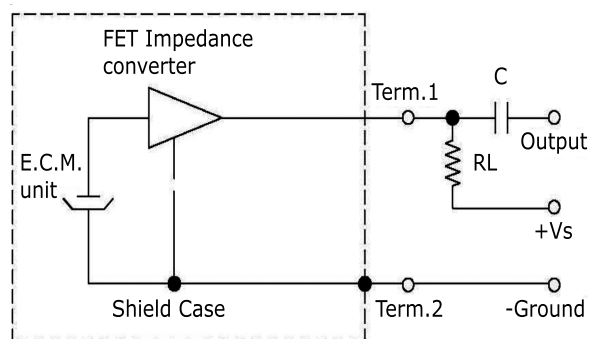 FET Impedance
converter
C
Term.1
Output
E.C.M.
unit
RL
+Vs
Shield Case
Term.2
-Ground